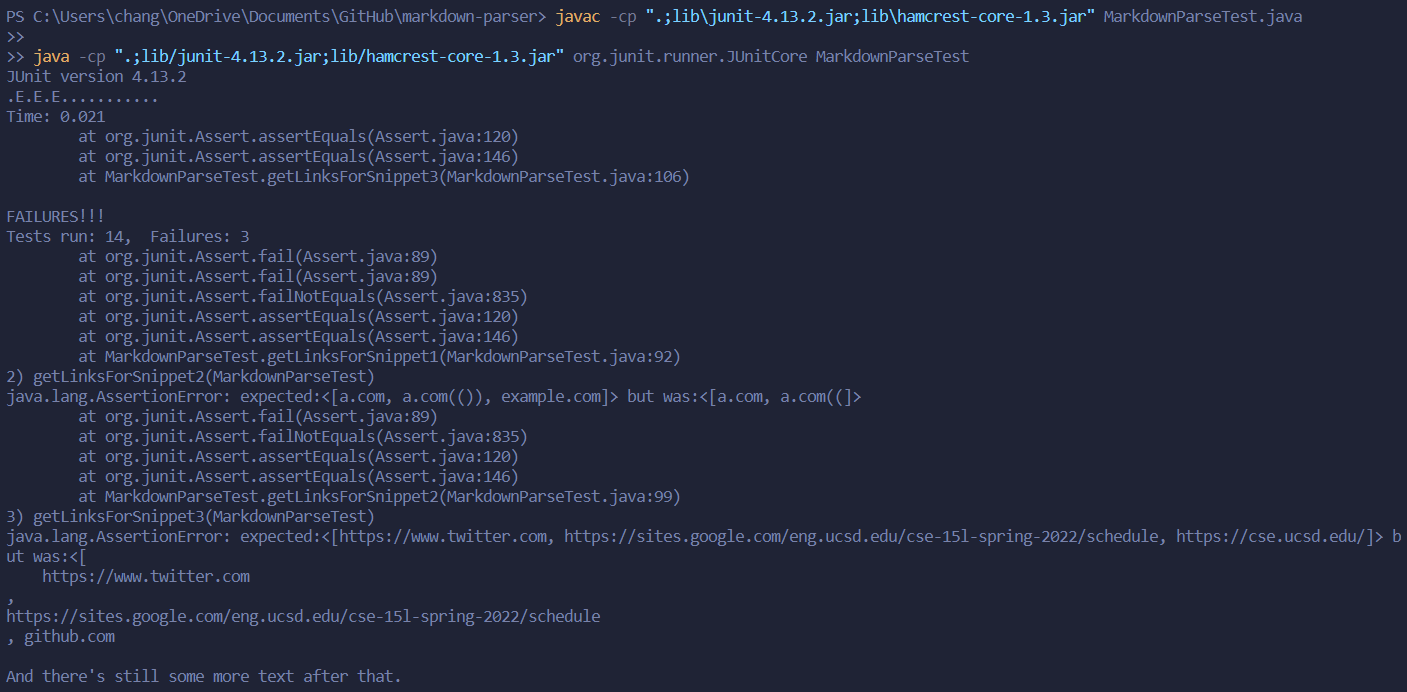 PS C:\Users\chang\OneDrive\Documents\GitHub\markdown-parser> javac -cp ".;lib\junit-4.13.2.jar;lib\hamcrest-core-1.3.jar" MarkdownParseTest.java
>>
>> java -cp ".;lib/junit-4.13.2.jar;lib/hamcrest-core-1.3.jar" org.junit.runner.JUnitCore MarkdownParseTest
JUnit version 4.13.2
.E.E.E...........
Time: 0.021
        at org.junit.Assert.assertEquals(Assert.java:120)
        at org.junit.Assert.assertEquals(Assert.java:146)
        at MarkdownParseTest.getLinksForSnippet3(MarkdownParseTest.java:106)

FAILURES!!!
Tests run: 14,  Failures: 3
        at org.junit.Assert.fail(Assert.java:89)
        at org.junit.Assert.fail(Assert.java:89)
        at org.junit.Assert.failNotEquals(Assert.java:835)
        at org.junit.Assert.assertEquals(Assert.java:120)
        at org.junit.Assert.assertEquals(Assert.java:146)
        at MarkdownParseTest.getLinksForSnippet1(MarkdownParseTest.java:92)
2) getLinksForSnippet2(MarkdownParseTest)
java.lang.AssertionError: expected:<[a.com, a.com(()), example.com]> but was:<[a.com, a.com((]>
        at org.junit.Assert.fail(Assert.java:89)
        at org.junit.Assert.failNotEquals(Assert.java:835)
        at org.junit.Assert.assertEquals(Assert.java:120)
        at org.junit.Assert.assertEquals(Assert.java:146)
        at MarkdownParseTest.getLinksForSnippet2(MarkdownParseTest.java:99)
3) getLinksForSnippet3(MarkdownParseTest)
java.lang.AssertionError: expected:<[https://www.twitter.com, https://sites.google.com/eng.ucsd.edu/cse-15l-spring-2022/schedule, https://cse.ucsd.edu/]> b
ut was:<[
    https://www.twitter.com
,
https://sites.google.com/eng.ucsd.edu/cse-15l-spring-2022/schedule
, github.com

And there's still some more text after that.